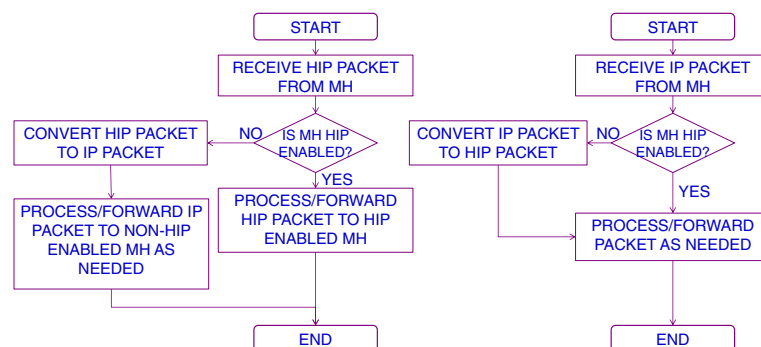 START
RECEIVE HIP PACKET
FROM MH
IS MH HIP
ENABLED?
NO
CONVERT HIP PACKET
TO IP PACKET
YES
PROCESS/FORWARD IP
PACKET TO NON-HIP
ENABLED MH AS
NEEDED
PROCESS/FORWARD
HIP PACKET TO HIP
ENABLED MH
END
START
RECEIVE IP PACKET
FROM MH
IS MH HIP
ENABLED?
NO
CONVERT IP PACKET
TO HIP PACKET
YES
PROCESS/FORWARD
PACKET AS NEEDED
END